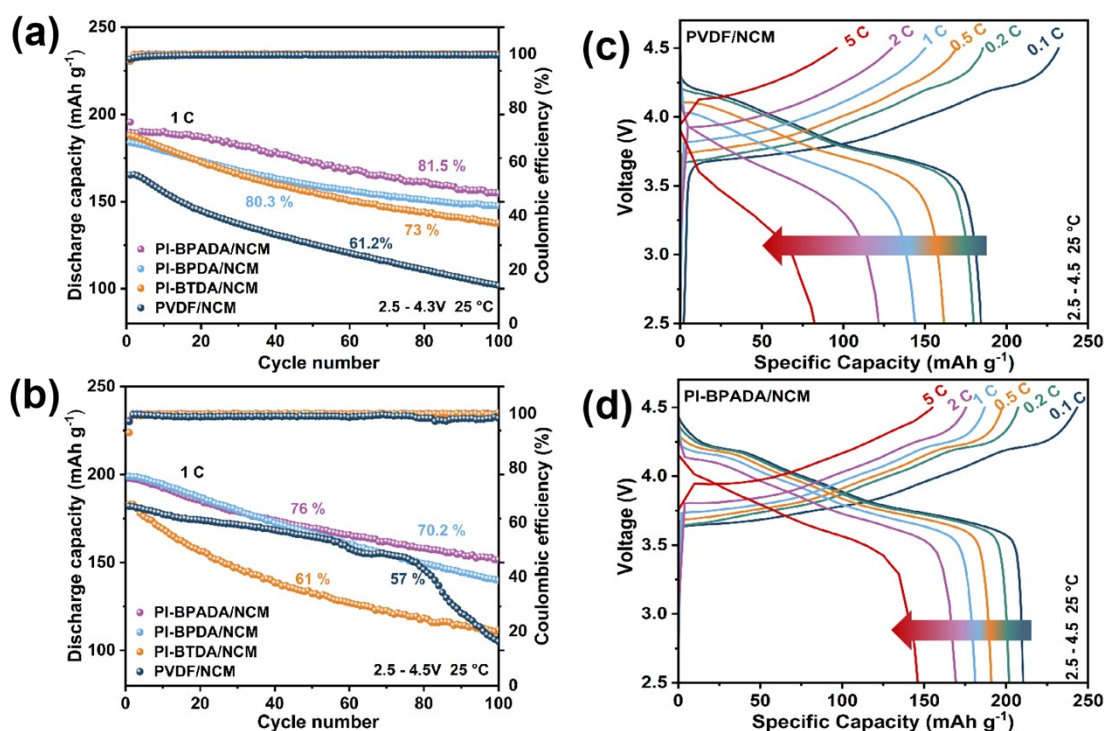 (a)
Discharge capacity (mAh g⁻¹)
250
200
150
100
1 C
81.5 %
80.3 %
73 %
61.2%
PI-BPADA/NCM
PI-BPDA/NCM
PI-BTDA/NCM
PVDF/NCM
2.5 - 4.3V 25 °C
0 20 40 60 80 100
Cycle number
100
80
60
40
20
0
Coulombic efficiency (%)
(c)
PVDF/NCM
5 C 2 C 1 C 0.5 C 0.2 C 0.1 C
Voltage (V)
4.5
4.0
3.5
3.0
2.5
2.5 - 4.5 25 °C
0 50 100 150 200 250
Specific Capacity (mAh g⁻¹)
(b)
Discharge capacity (mAh g⁻¹)
250
200
150
100
1 C
76 %
70.2 %
61 %
57 %
PI-BPADA/NCM
PI-BPDA/NCM
PI-BTDA/NCM
PVDF/NCM
2.5 - 4.5V 25 °C
0 20 40 60 80 100
Cycle number
100
80
60
40
20
0
Coulombic efficiency (%)
(d)
PI-BPADA/NCM
5 C 2 C 1 C 0.5 C 0.2 C 0.1 C
Voltage (V)
4.5
4.0
3.5
3.0
2.5
2.5 - 4.5 25 °C
0 50 100 150 200 250
Specific Capacity (mAh g⁻¹)